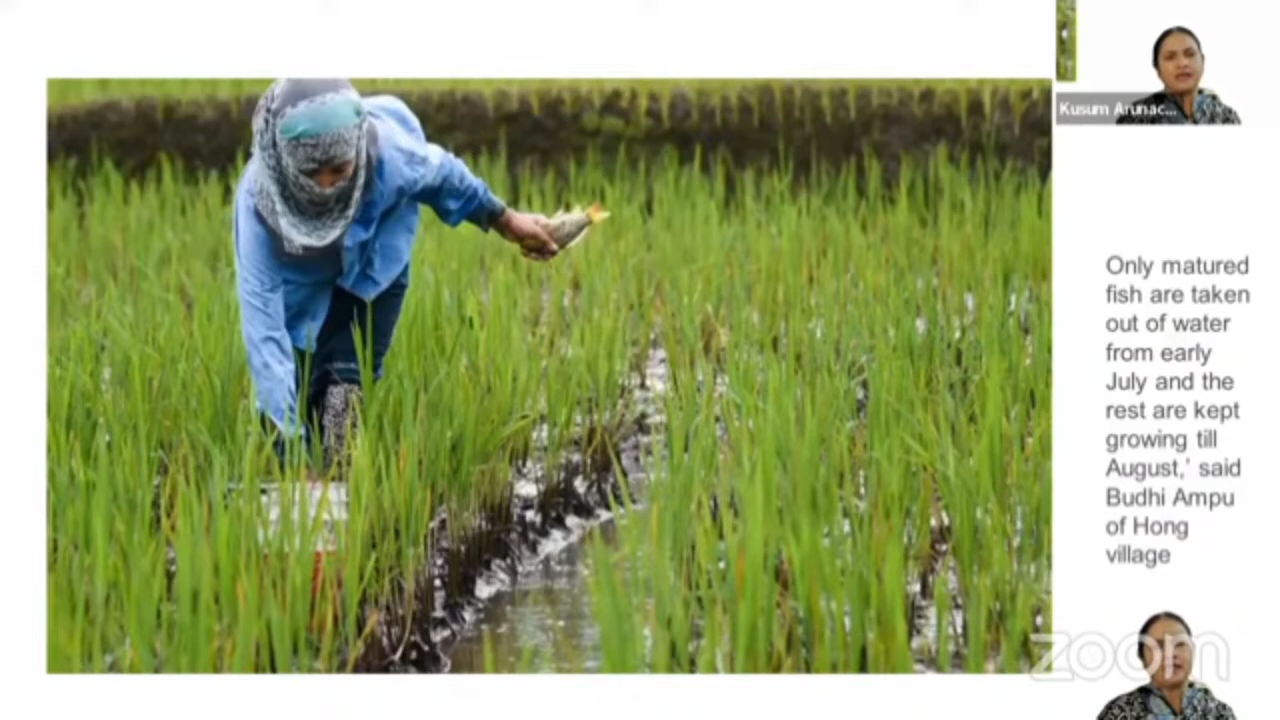 Kusum Arunac...
Only matured
fish are taken
out of water
from early
July and the
rest are kept
growing till
August,' said
Budhi Ampu
of Hong
village
zoom